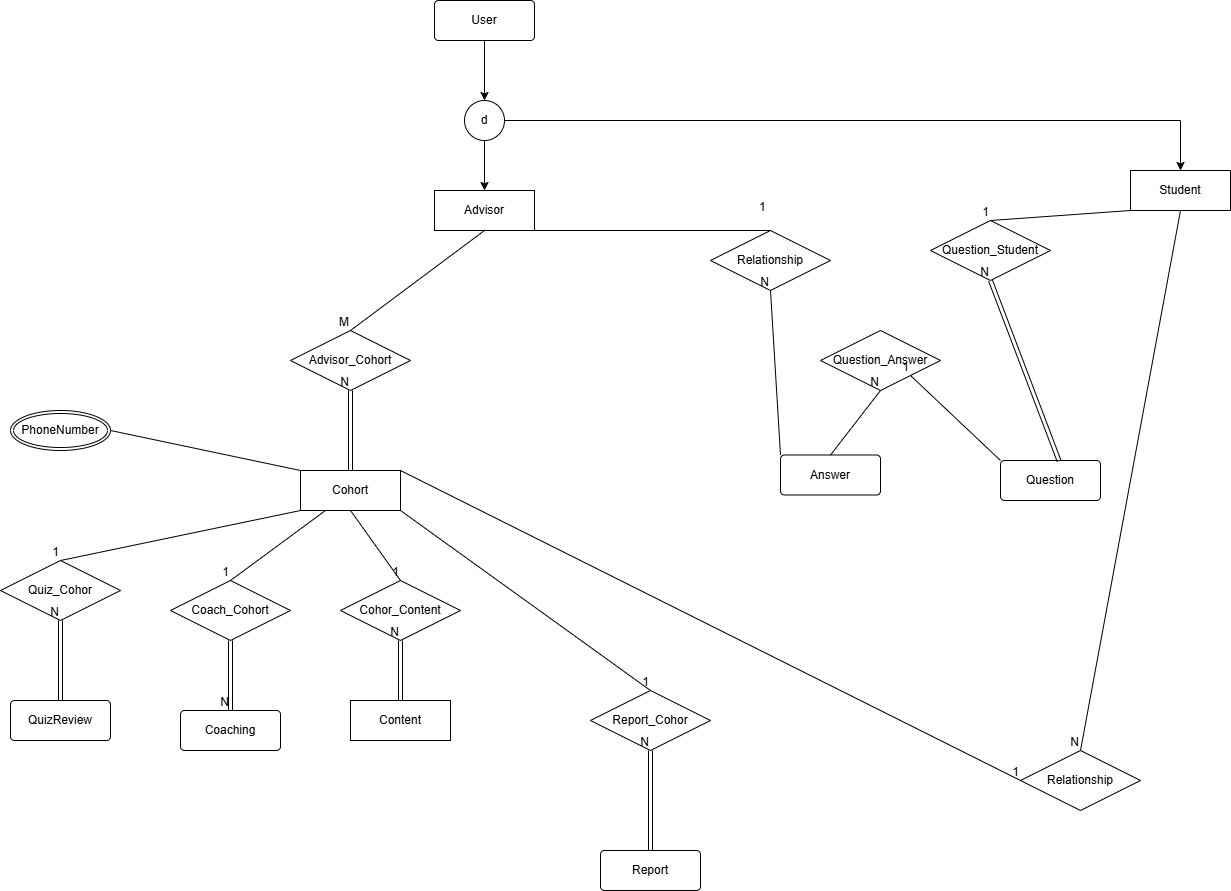 User
d
Student
Advisor
1
1
Relationship
N
Question_Student
N
M
Advisor_Cohort
N
Question_Answer
1
N
PhoneNumber
Cohort
Answer
Question
1
Quiz_Cohor
N
1
Coach_Cohort
N
1
Cohor_Content
N
QuizReview
Coaching
Content
1
Report_Cohor
N
N
1
Relationship
Report